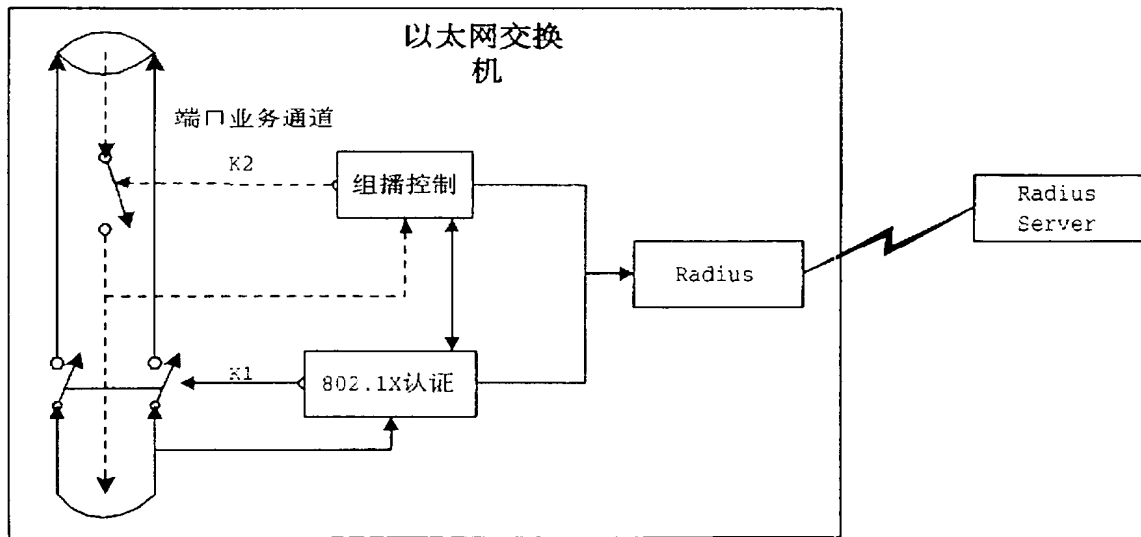 以太网交换
机
端口业务通道
K2
组播控制
Radius
Server
Radius
K1
802.1X认证